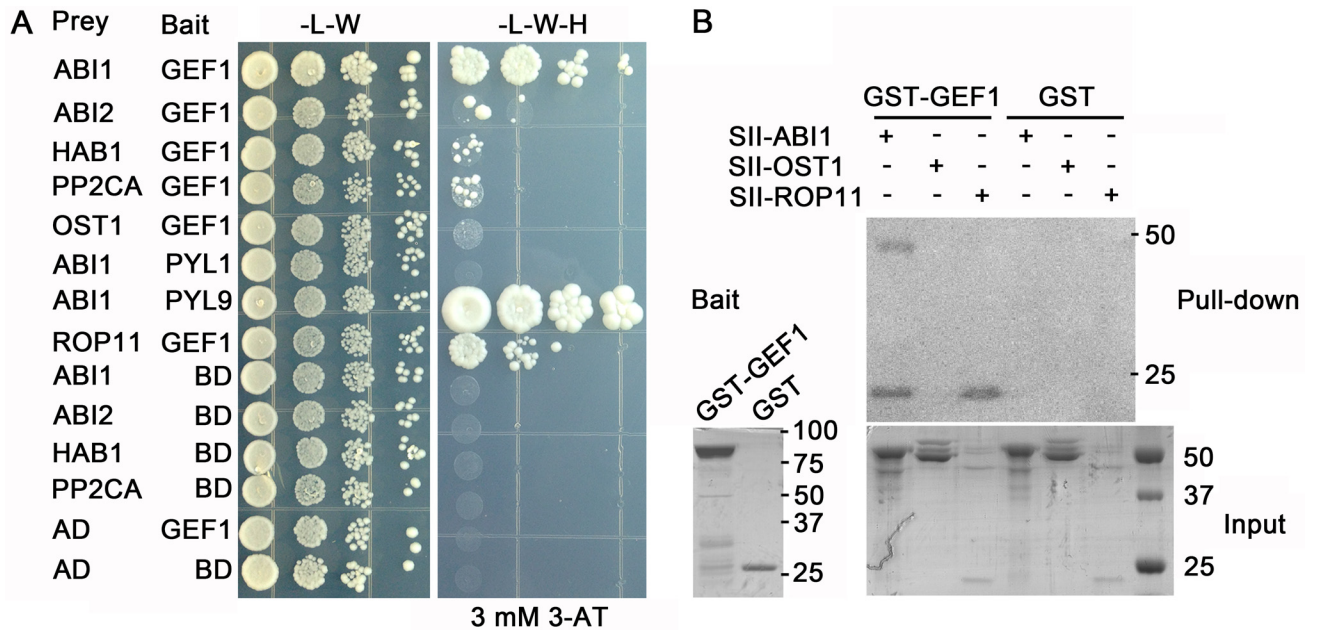 A Prey Bait -L-W -L-W-H
ABI1 GEF1
ABI2 GEF1
HAB1 GEF1
PP2CA GEF1
OST1 GEF1
ABI1 PYL1
ABI1 PYL9
ROP11 GEF1
ABI1 BD
ABI2 BD
HAB1 BD
PP2CA BD
AD GEF1
AD BD
3 mM 3-AT
B
GST-GEF1 GST
SII-ABI1 + - - + - -
SII-OST1 - + - - + -
SII-ROP11 - - + - - +
50
25
Pull-down
Bait
GST-GEF1
GST
100
75
50
37
25
50
37
25
Input